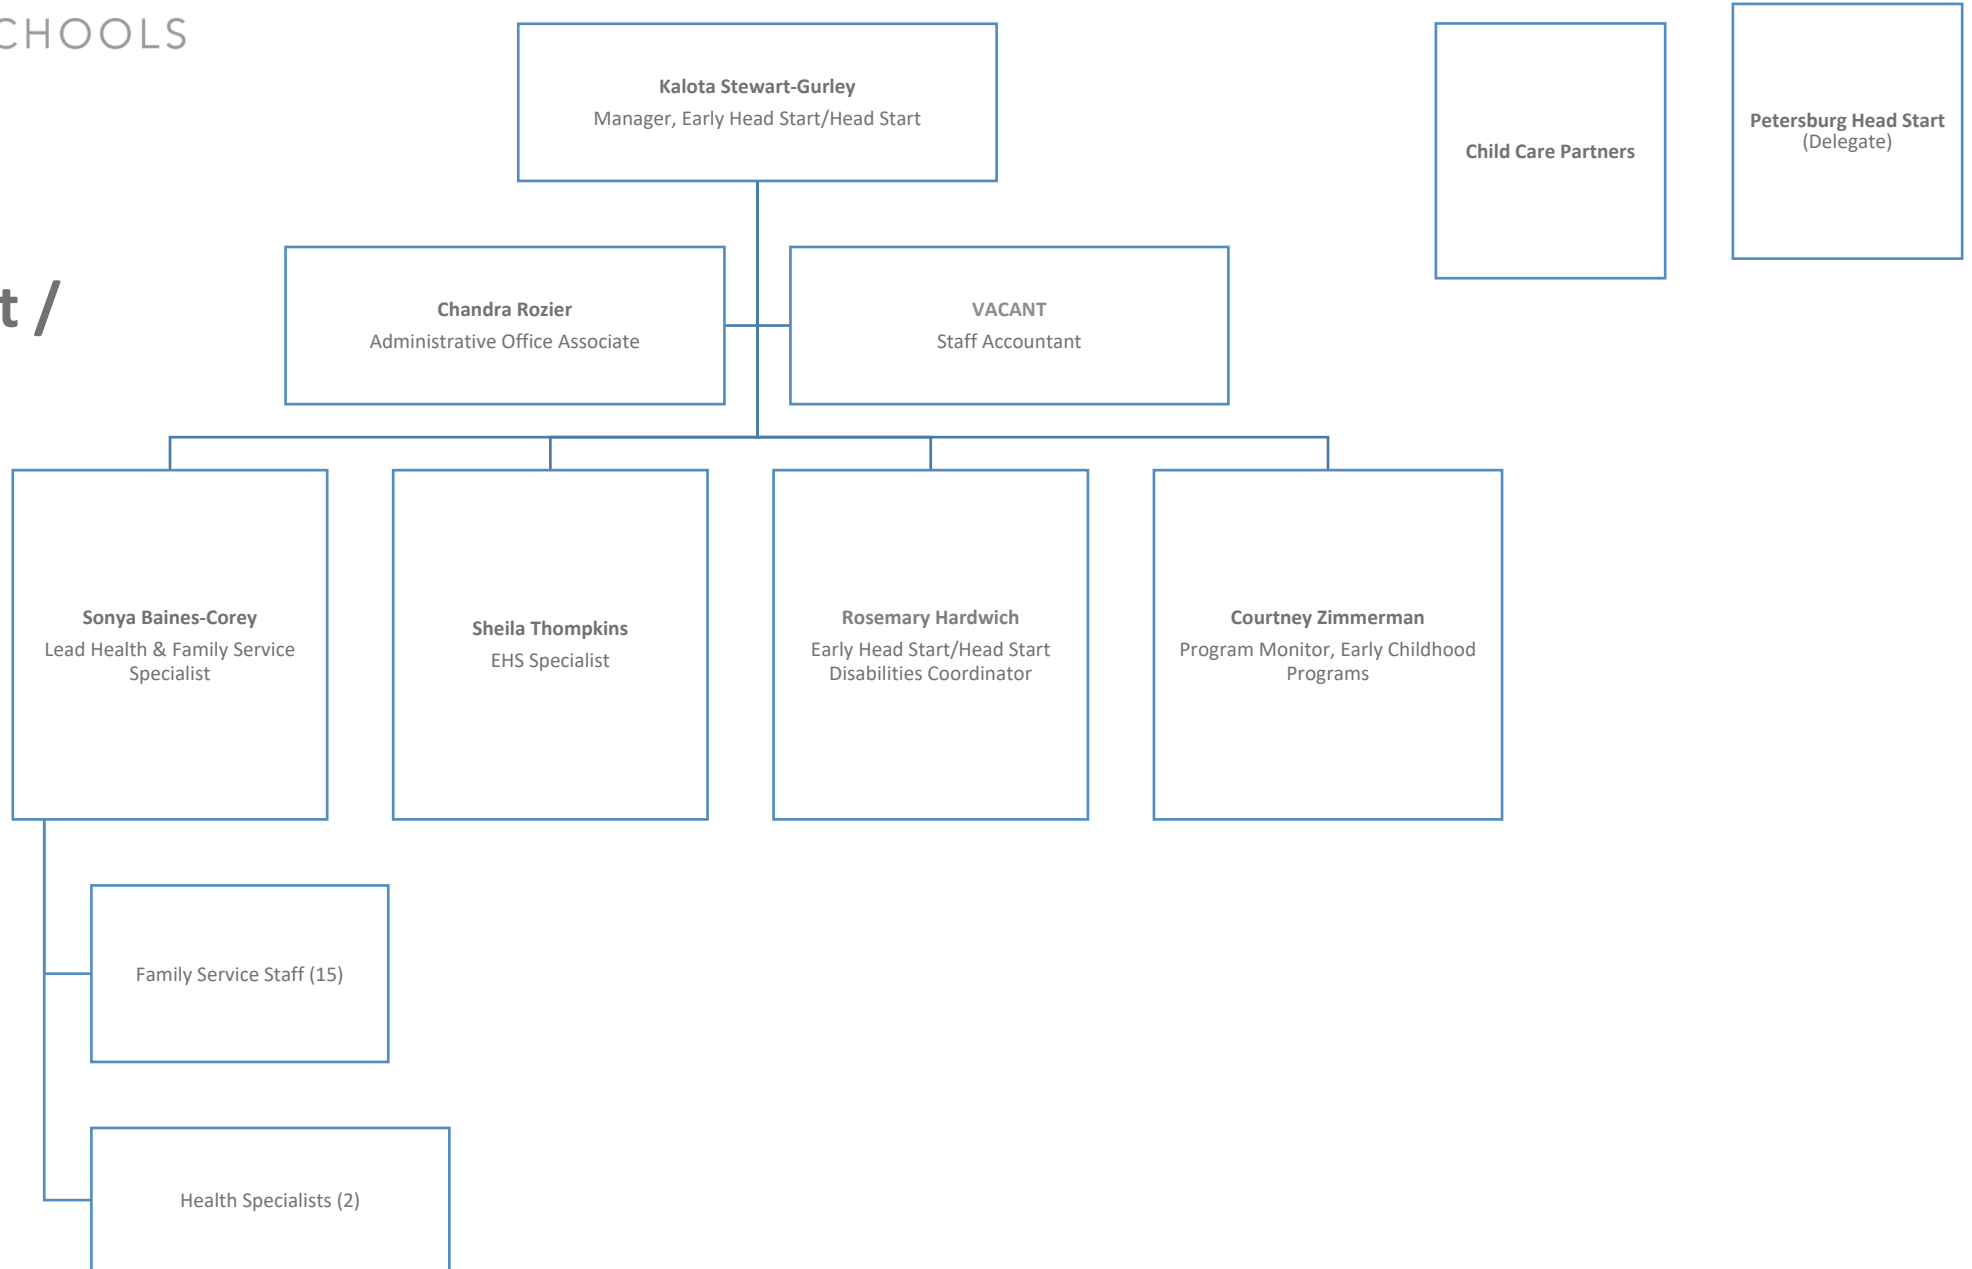 CHOOLS
Kalota Stewart-Gurley
Manager, Early Head Start/Head Start
Child Care Partners
Petersburg Head Start
(Delegate)
t /
Chandra Rozier
Administrative Office Associate
VACANT
Staff Accountant
Sonya Baines-Corey
Lead Health & Family Service
Specialist
Sheila Thompkins
EHS Specialist
Rosemary Hardwich
Early Head Start/Head Start
Disabilities Coordinator
Courtney Zimmerman
Program Monitor, Early Childhood
Programs
Family Service Staff (15)
Health Specialists (2)